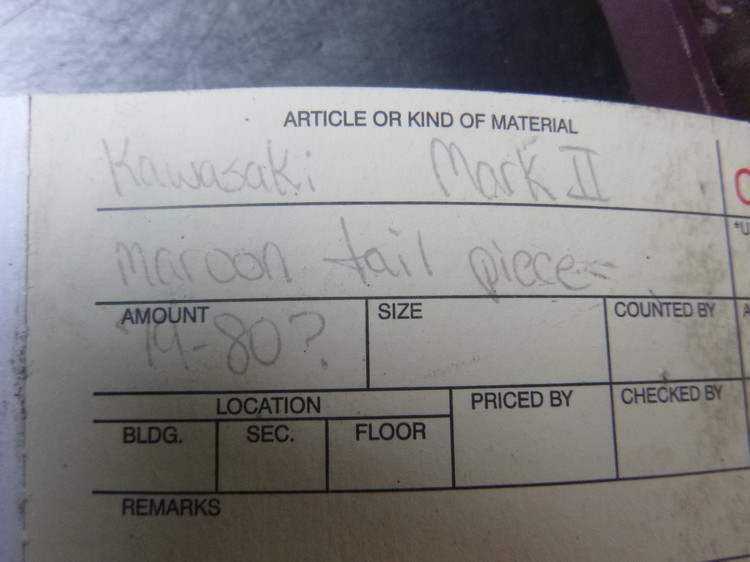 ARTICLE OR KIND OF MATERIAL
Kawasaki Mark II
maroon tail piece
AMOUNT SIZE COUNTED BY
'79-80?
LOCATION PRICED BY CHECKED BY
BLDG. SEC. FLOOR
REMARKS